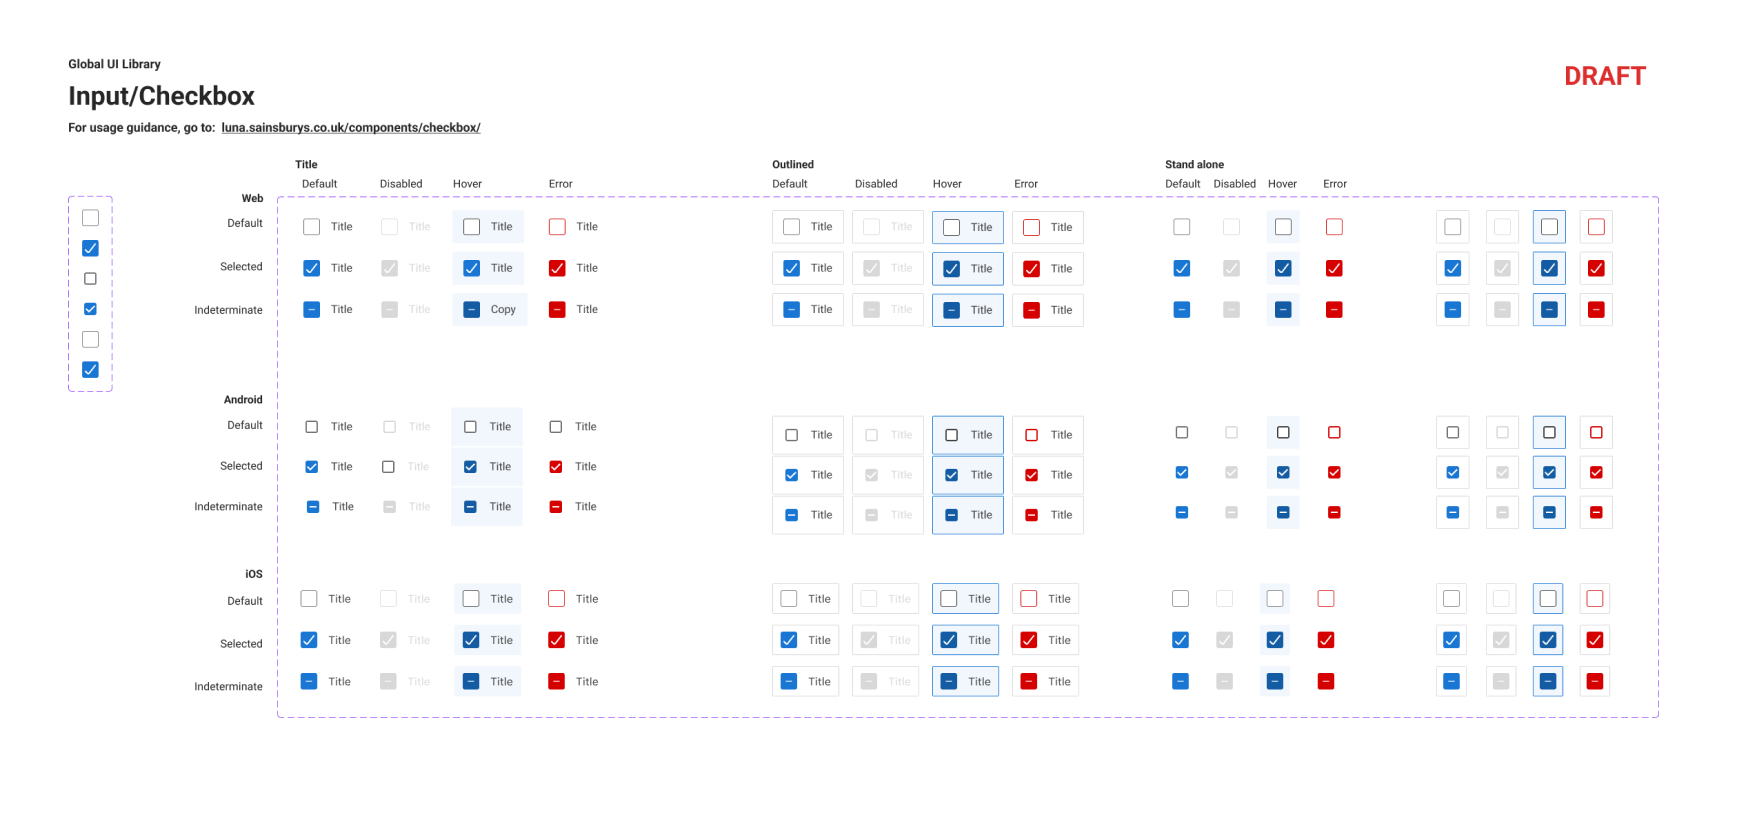 Global UI Library
DRAFT
Input/Checkbox
For usage guidance, go to: luna.sainsburys.co.uk/components/checkbox/
Title Outlined Stand alone
Default Disabled Hover Error Default Disabled Hover Error Default Disabled Hover Error
Web
Default Title Title Title Title Title Title Title Title
Selected Title Title Title Title Title Title Title Title
Indeterminate Title Title Copy Title Title Title Title Title
Android
Default Title Title Title Title Title Title Title Title
Selected Title Title Title Title Title Title Title Title
Indeterminate Title Title Title Title Title Title Title Title
iOS
Default Title Title Title Title Title Title Title Title
Selected Title Title Title Title Title Title Title Title
Indeterminate Title Title Title Title Title Title Title Title